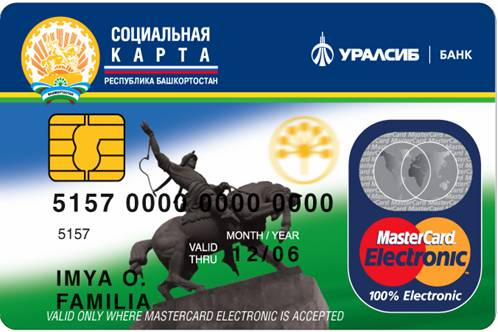 СОЦИАЛЬНАЯ
КАРТА
РЕСПУБЛИКА БАШКОРТОСТАН
УРАЛСИБ | БАНК
БАШКОРТОСТАН
5157 0000 0000 0000
5157
MONTH / YEAR
VALID
THRU
12/06
IMYA O.
FAMILIA
VALID ONLY WHERE MASTERCARD ELECTRONIC IS ACCEPTED
MasterCard
Electronic
100% Electronic